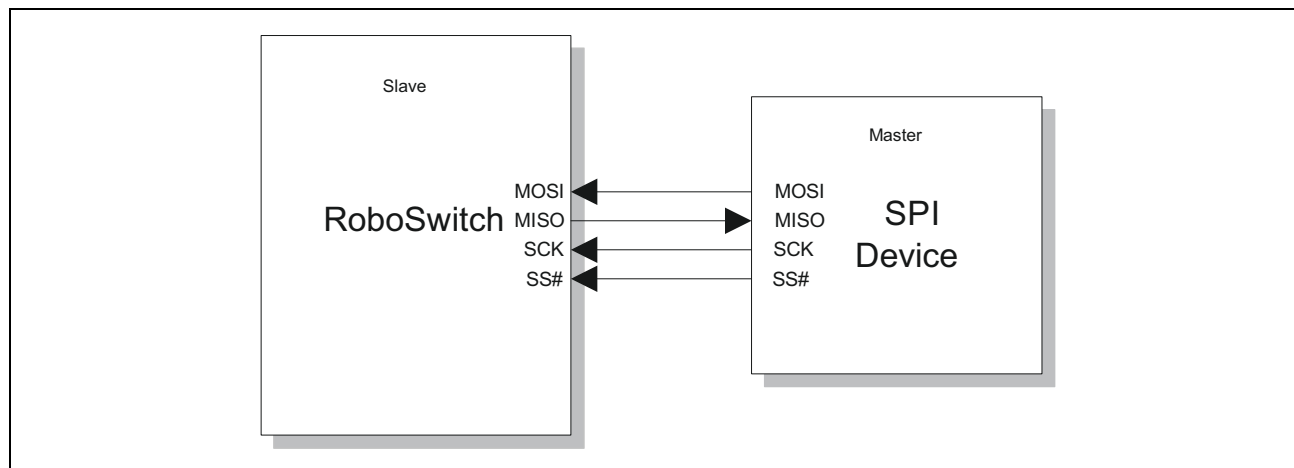 Slave
RoboSwitch
MOSI
MISO
SCK
SS#
Master
SPI
Device
MOSI
MISO
SCK
SS#